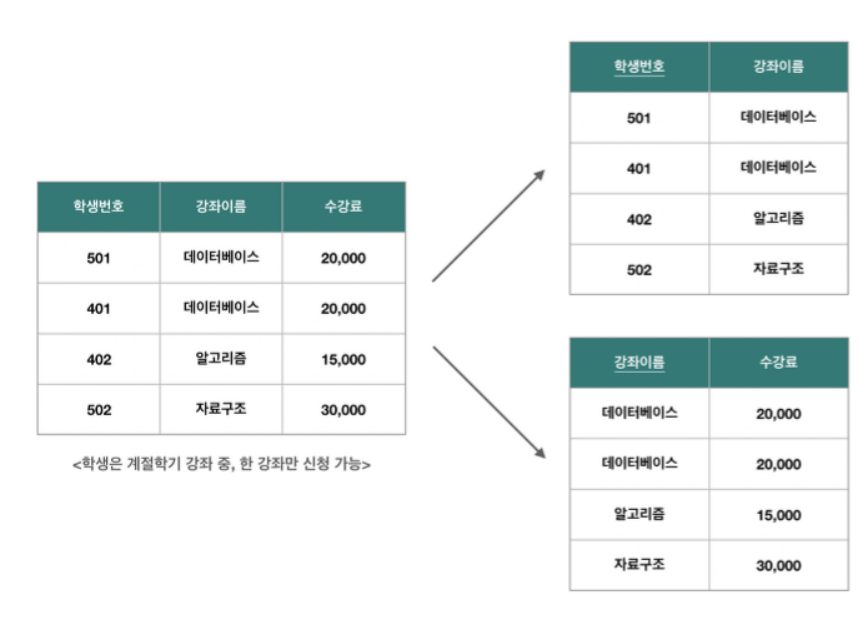 학생번호 강좌이름 수강료
501 데이터베이스 20,000
401 데이터베이스 20,000
402 알고리즘 15,000
502 자료구조 30,000
<학생은 계절학기 강좌 중, 한 강좌만 신청 가능>
학생번호 강좌이름
501 데이터베이스
401 데이터베이스
402 알고리즘
502 자료구조
강좌이름 수강료
데이터베이스 20,000
데이터베이스 20,000
알고리즘 15,000
자료구조 30,000